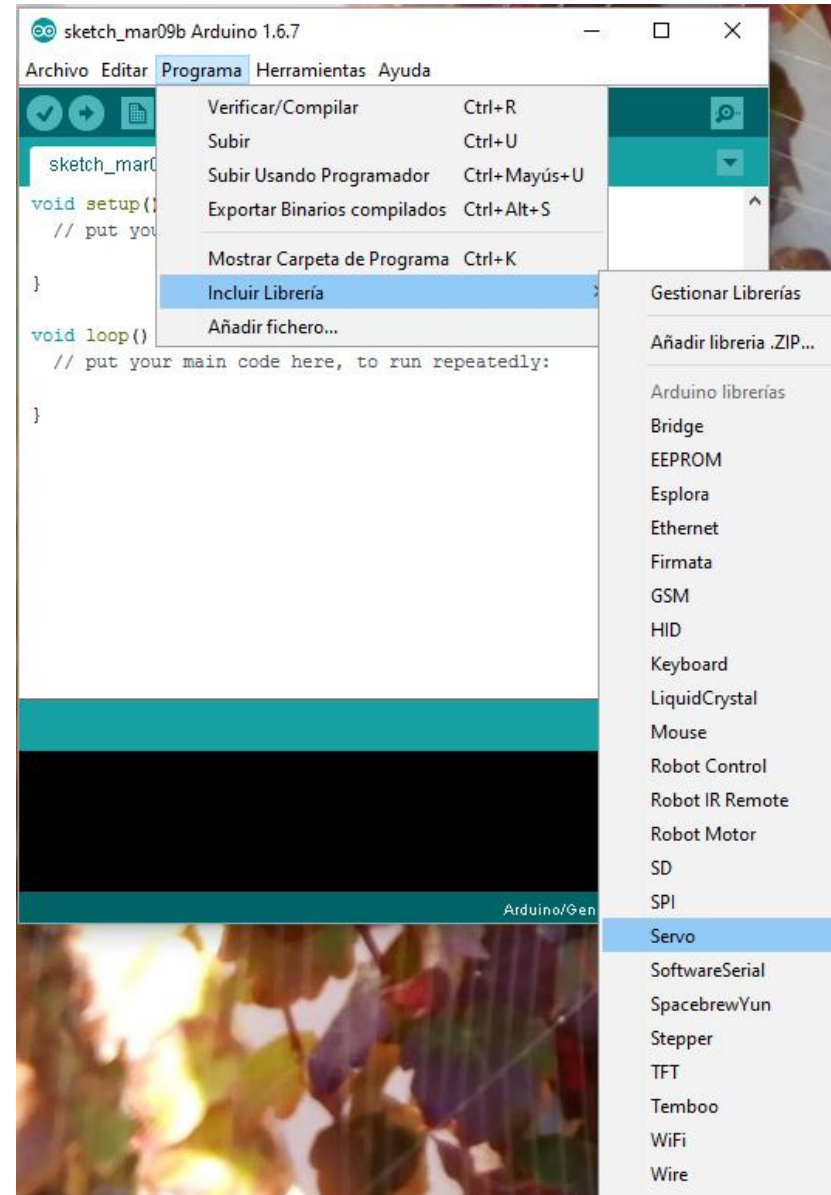 sketch_mar09b Arduino 1.6.7
Archivo Editar Programa Herramientas Ayuda
Verificar/Compilar Ctrl+R
Subir Ctrl+U
Subir Usando Programador Ctrl+Mayús+U
Exportar Binarios compilados Ctrl+Alt+S
Mostrar Carpeta de Programa Ctrl+K
Incluir Librería
Añadir fichero...
sketch_mar0
void setup()
// put you
}
void loop()
// put your main code here, to run repeatedly:
}
Arduino/Gen
Gestionar Librerías
Añadir libreria .ZIP...
Arduino librerías
Bridge
EEPROM
Esplora
Ethernet
Firmata
GSM
HID
Keyboard
LiquidCrystal
Mouse
Robot Control
Robot IR Remote
Robot Motor
SD
SPI
Servo
SoftwareSerial
SpacebrewYun
Stepper
TFT
Temboo
WiFi
Wire